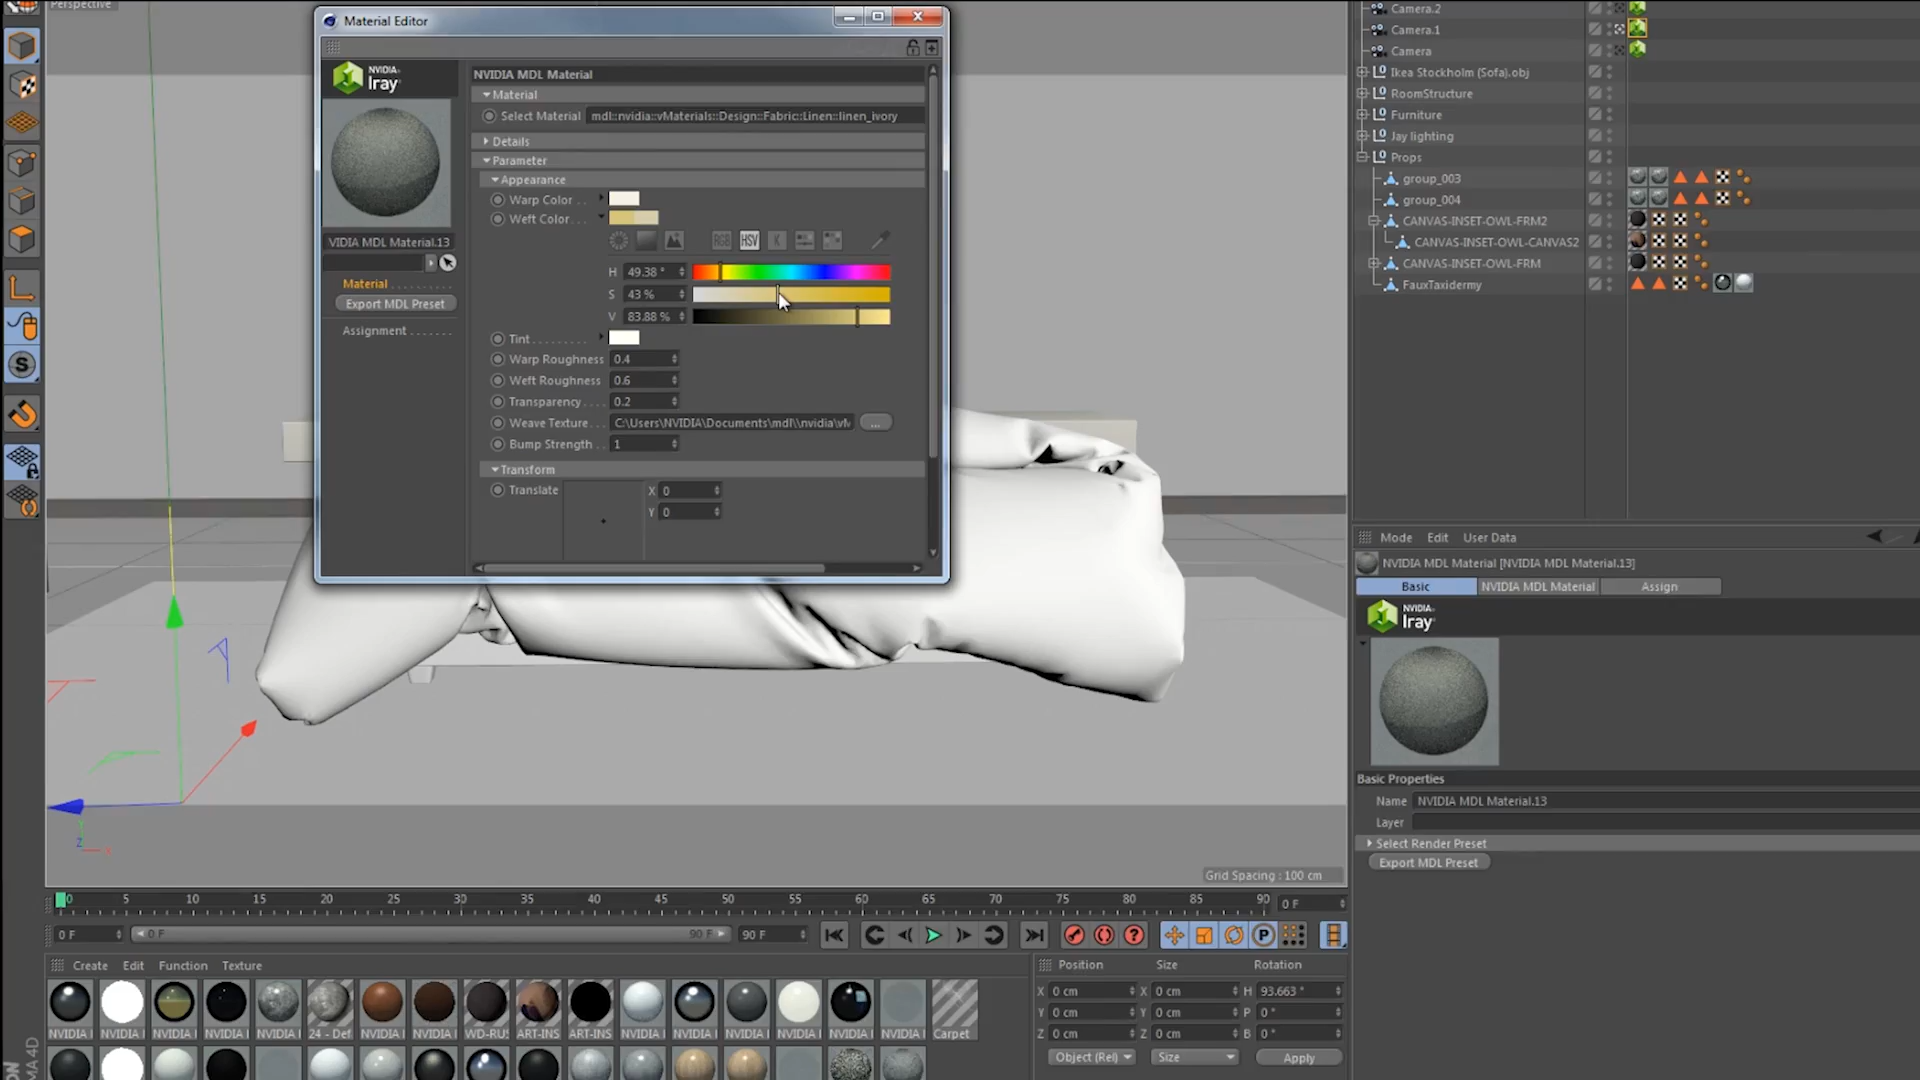 Perspective
Material Editor
NVIDIA
Iray
VIDIA MDL Material.13
Material
Export MDL Preset
Assignment
NVIDIA MDL Material
Material
Select Material mdl::nvidia::vMaterials::Design::Fabric::Linen::linen_ivory
Details
Parameter
Appearance
Warp Color
Weft Color
RGB HSV K
H 49.38 °
S 43 %
V 83.88 %
Tint
Warp Roughness 0.4
Weft Roughness 0.6
Transparency 0.2
Weave Texture C:\Users\NVIDIA\Documents\mdl\\nvidia\vM ...
Bump Strength 1
Transform
Translate X 0
Y 0
Camera.2
Camera.1
Camera
Ikea Stockholm (Sofa).obj
RoomStructure
Furniture
Jay lighting
Props
group_003
group_004
CANVAS-INSET-OWL-FRM2
CANVAS-INSET-OWL-CANVAS2
CANVAS-INSET-OWL-FRM
FauxTaxidermy
Mode Edit User Data
NVIDIA MDL Material [NVIDIA MDL Material.13]
Basic NVIDIA MDL Material Assign
NVIDIA
Iray
Basic Properties
Name NVIDIA MDL Material.13
Layer
Select Render Preset
Export MDL Preset
Z X Y
Grid Spacing : 100 cm
0 5 10 15 20 25 30 35 40 45 50 55 60 65 70 75 80 85 90 0 F
0 F 0 F 90 F 90 F
Create Edit Function Texture
NVIDIA I NVIDIA I NVIDIA I NVIDIA I NVIDIA I 24 - Def. NVIDIA I NVIDIA I WD-RUS ART-INS ART-INS NVIDIA I NVIDIA I NVIDIA I NVIDIA I NVIDIA I NVIDIA I Carpet
Position Size Rotation
X 0 cm X 0 cm H 93.663 °
Y 0 cm Y 0 cm P 0 °
Z 0 cm Z 0 cm B 0 °
Object (Rel) Size Apply
MA4D